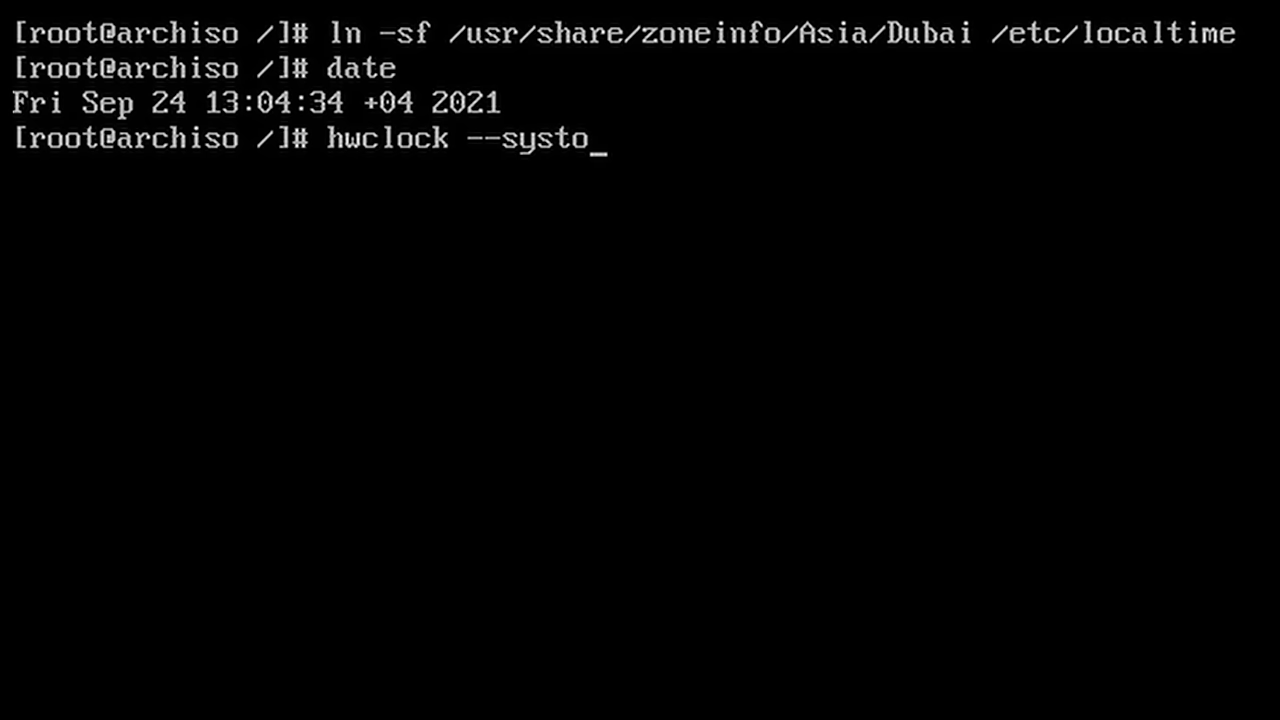 [root@archiso /]# ln -sf /usr/share/zoneinfo/Asia/Dubai /etc/localtime
[root@archiso /]# date
Fri Sep 24 13:04:34 +04 2021
[root@archiso /]# hwclock --systo_